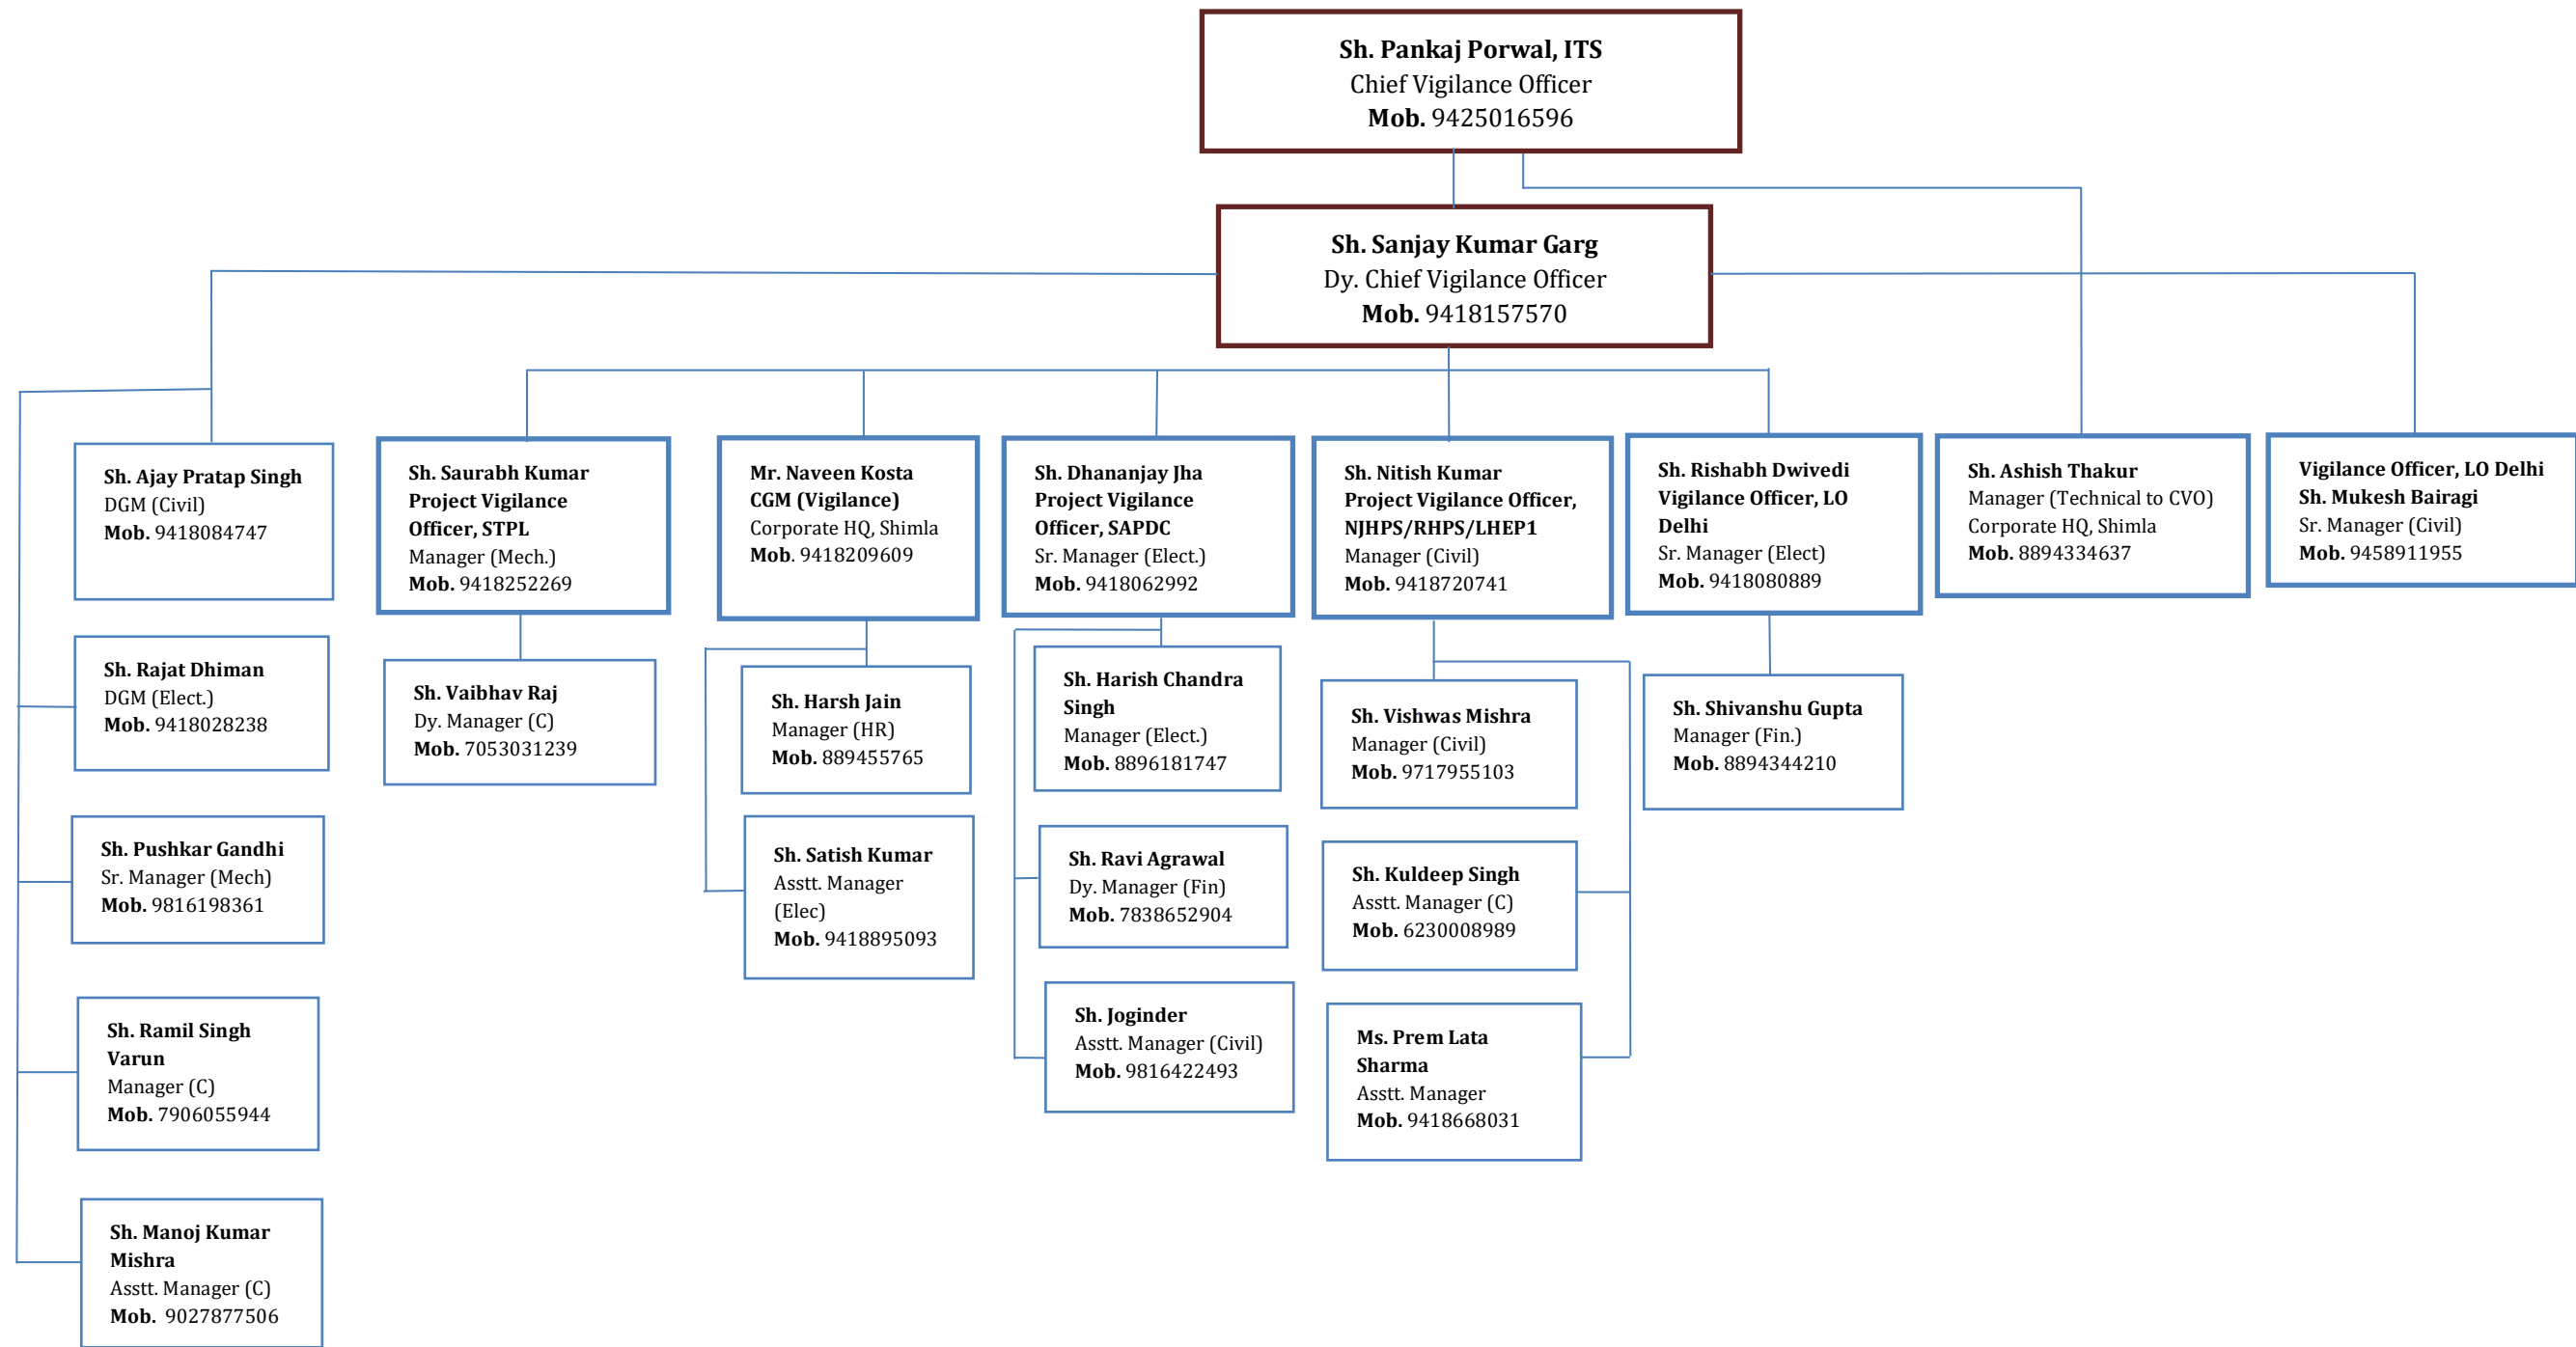 Sh. Pankaj Porwal, ITS
Chief Vigilance Officer
Mob. 9425016596
Sh. Sanjay Kumar Garg
Dy. Chief Vigilance Officer
Mob. 9418157570
Sh. Ajay Pratap Singh
DGM (Civil)
Mob. 9418084747
Sh. Saurabh Kumar
Project Vigilance
Officer, STPL
Manager (Mech.)
Mob. 9418252269
Mr. Naveen Kosta
CGM (Vigilance)
Corporate HQ, Shimla
Mob. 9418209609
Sh. Dhananjay Jha
Project Vigilance
Officer, SAPDC
Sr. Manager (Elect.)
Mob. 9418062992
Sh. Nitish Kumar
Project Vigilance Officer,
NJHPS/RHPS/LHEP1
Manager (Civil)
Mob. 9418720741
Sh. Rishabh Dwivedi
Vigilance Officer, LO
Delhi
Sr. Manager (Elect)
Mob. 9418080889
Sh. Ashish Thakur
Manager (Technical to CVO)
Corporate HQ, Shimla
Mob. 8894334637
Vigilance Officer, LO Delhi
Sh. Mukesh Bairagi
Sr. Manager (Civil)
Mob. 9458911955
Sh. Rajat Dhiman
DGM (Elect.)
Mob. 9418028238
Sh. Vaibhav Raj
Dy. Manager (C)
Mob. 7053031239
Sh. Harsh Jain
Manager (HR)
Mob. 889455765
Sh. Harish Chandra
Singh
Manager (Elect.)
Mob. 8896181747
Sh. Vishwas Mishra
Manager (Civil)
Mob. 9717955103
Sh. Shivanshu Gupta
Manager (Fin.)
Mob. 8894344210
Sh. Pushkar Gandhi
Sr. Manager (Mech)
Mob. 9816198361
Sh. Satish Kumar
Asstt. Manager
(Elec)
Mob. 9418895093
Sh. Ravi Agrawal
Dy. Manager (Fin)
Mob. 7838652904
Sh. Kuldeep Singh
Asstt. Manager (C)
Mob. 6230008989
Sh. Ramil Singh
Varun
Manager (C)
Mob. 7906055944
Sh. Joginder
Asstt. Manager (Civil)
Mob. 9816422493
Ms. Prem Lata
Sharma
Asstt. Manager
Mob. 9418668031
Sh. Manoj Kumar
Mishra
Asstt. Manager (C)
Mob. 9027877506